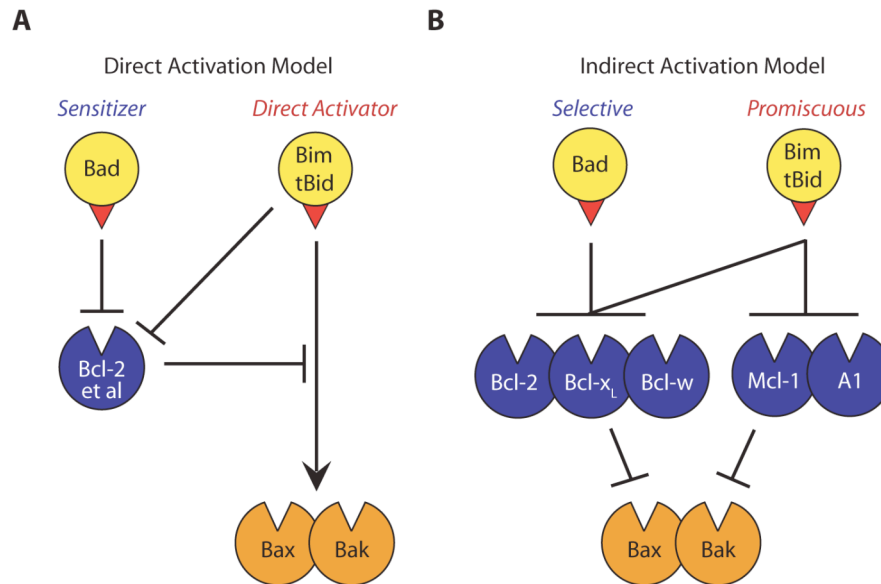 A
Direct Activation Model
Sensitizer
Direct Activator
Bad
Bim
tBid
Bcl-2
et al
Bax
Bak
B
Indirect Activation Model
Selective
Promiscuous
Bad
Bim
tBid
Bcl-2
Bcl-xL
Bcl-w
Mcl-1
A1
Bax
Bak